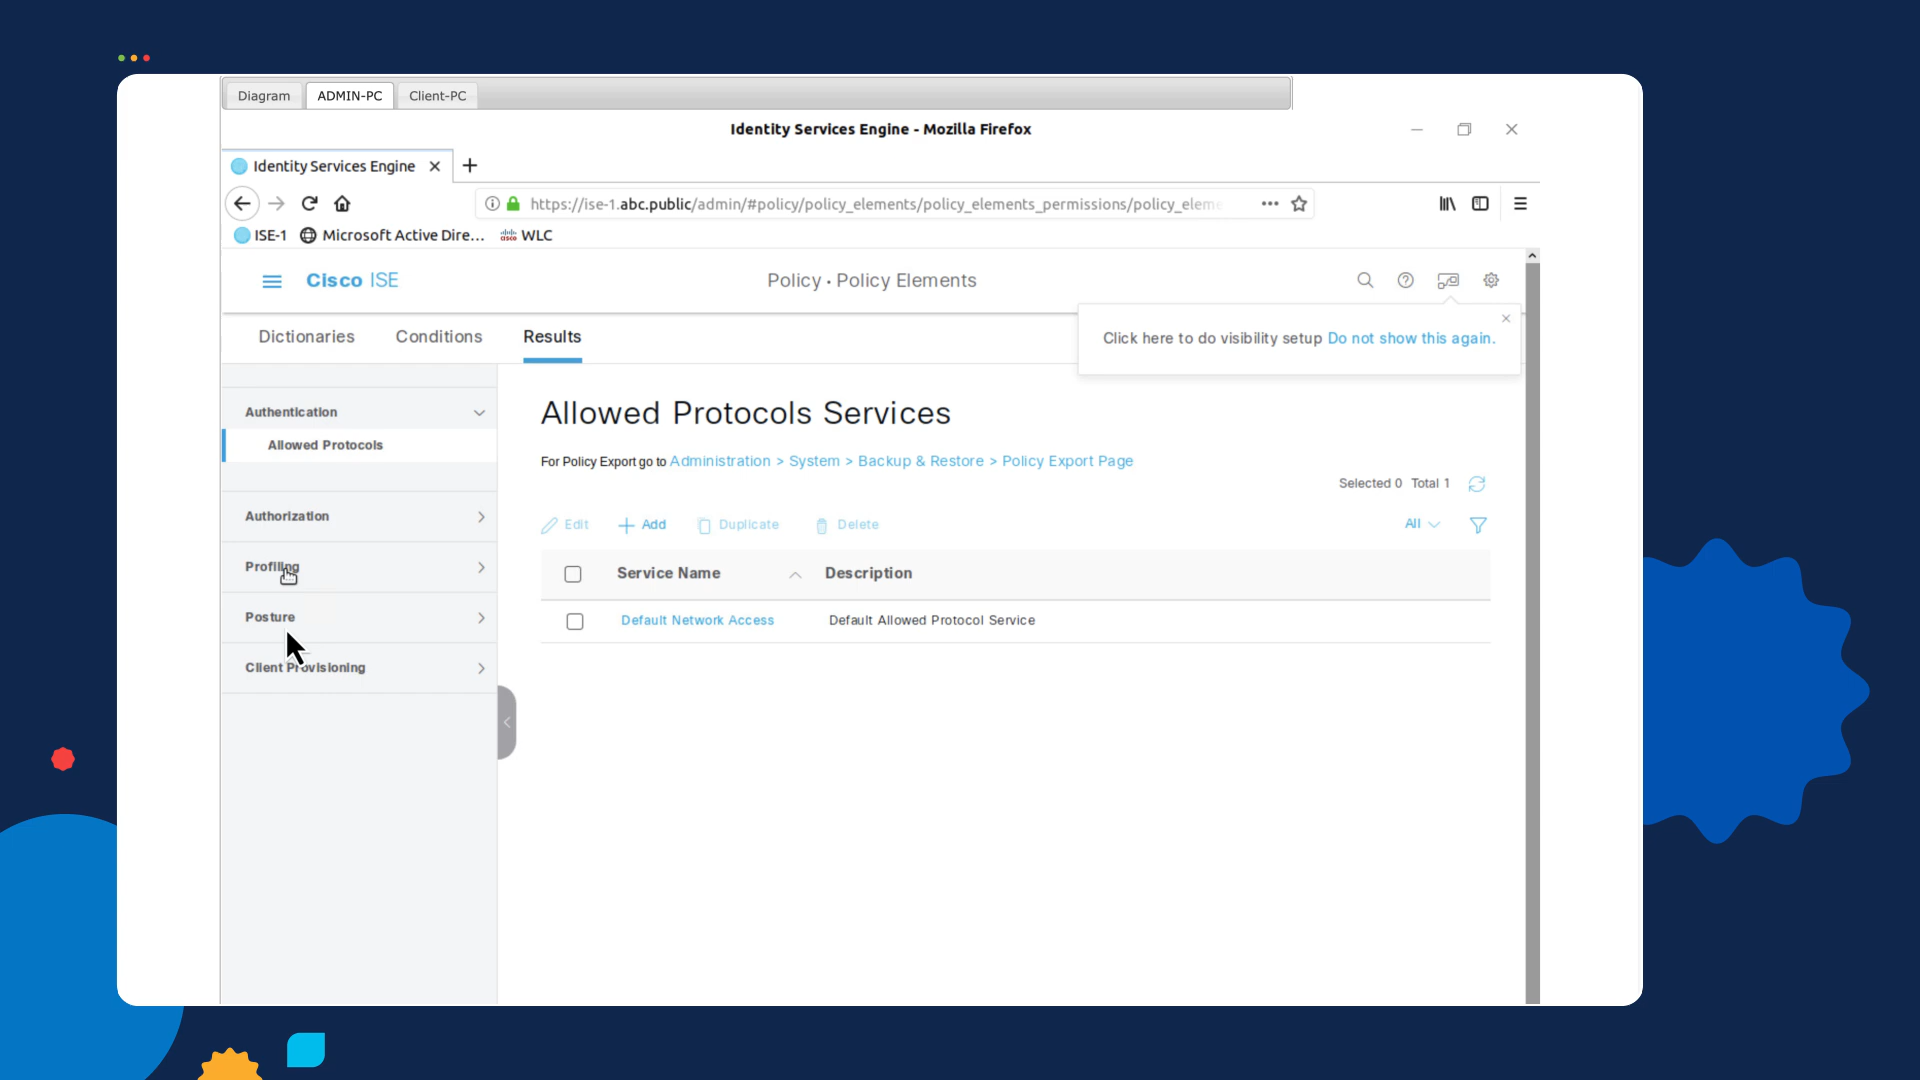 Diagram ADMIN-PC Client-PC
Identity Services Engine - Mozilla Firefox
Identity Services Engine
https://ise-1.abc.public/admin/#policy/policy_elements/policy_elements_permissions/policy_eleme
ISE-1 Microsoft Active Dire... WLC
Cisco ISE Policy · Policy Elements
Dictionaries Conditions Results
Click here to do visibility setup Do not show this again.
Authentication
Allowed Protocols
Authorization
Profiling
Posture
Client Provisioning
Allowed Protocols Services
For Policy Export go to Administration > System > Backup & Restore > Policy Export Page
Selected 0 Total 1
Edit Add Duplicate Delete All
Service Name Description
Default Network Access Default Allowed Protocol Service